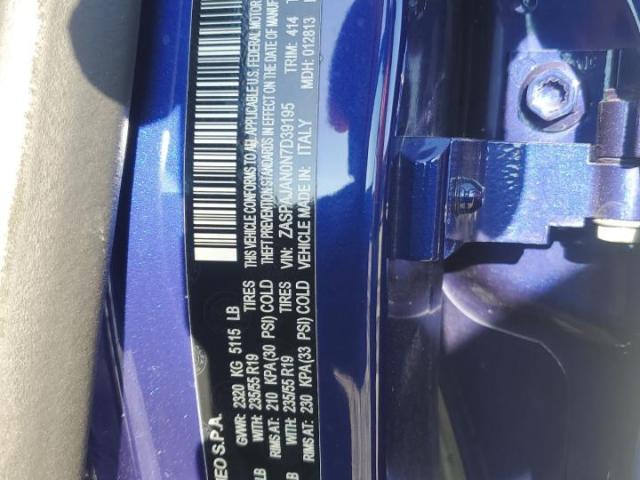 MEO S.P.A.
GVWR: 2320 KG 5115 LB
WITH: 235/55 R19 TIRES
RIMS AT: 210 KPA(30 PSI) COLD
WITH: 235/55 R19 TIRES
RIMS AT: 230 KPA(33 PSI) COLD
LB
LB
THIS VEHICLE CONFORMS TO ALL APPLICABLE U.S. FEDERAL MOTOR
THEFT PREVENTION STANDARDS IN EFFECT ON THE DATE OF MANUF
VIN: ZASPAJAN0N7D39195 TRIM: 414
VEHICLE MADE IN: ITALY MDH: 012813